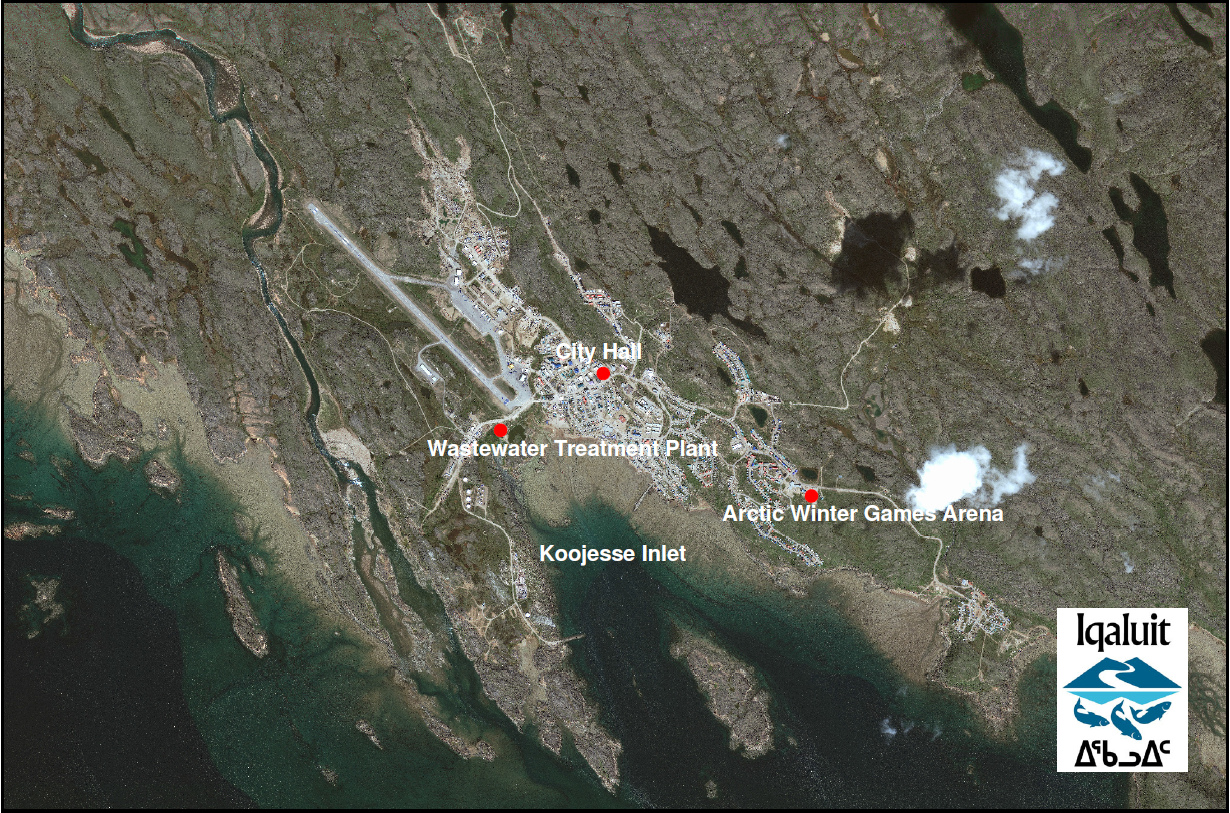 City Hall
Wastewater Treatment Plant
Arctic Winter Games Arena
Koojesse Inlet
Iqaluit
ᐃᖃᓗᐃᑦ